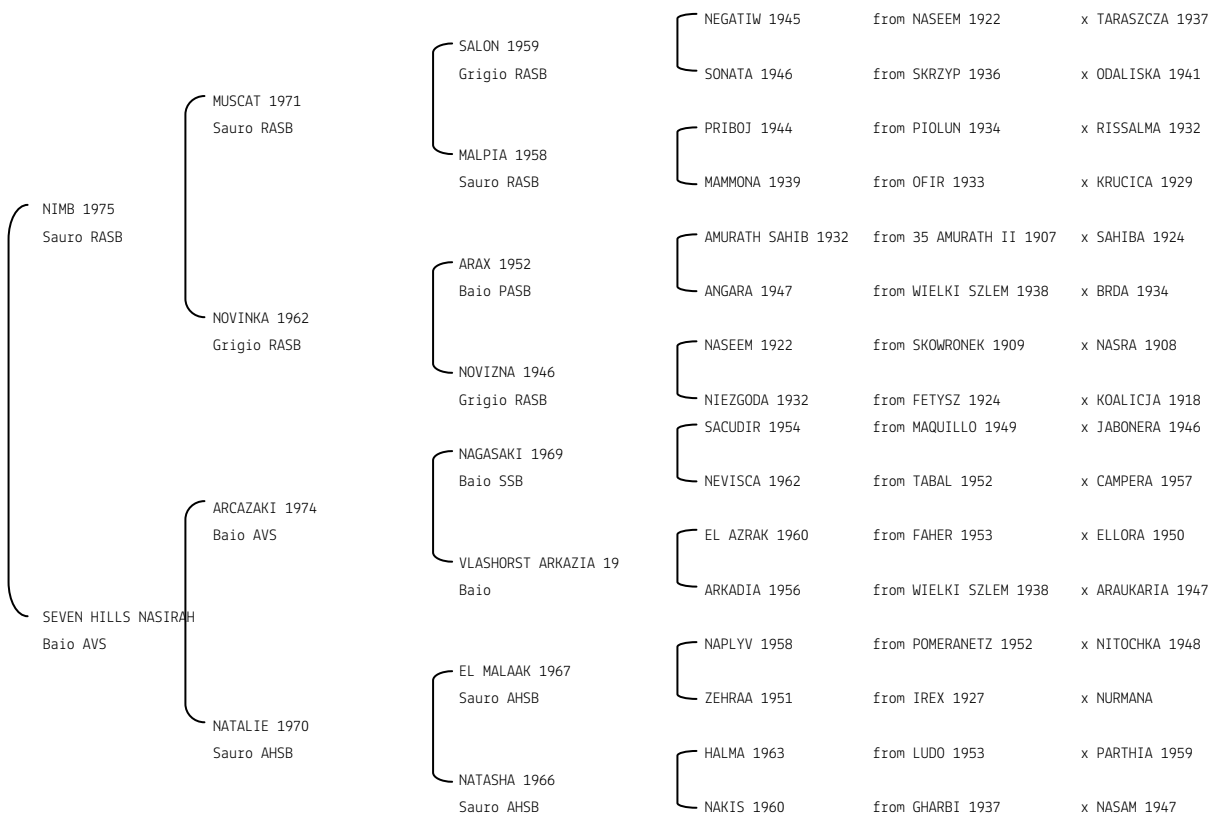 NEGATIW 1945 from NASEEM 1922 x TARASZCZA 1937
SALON 1959
Grigio RASB
SONATA 1946 from SKRZYP 1936 x ODALISKA 1941
MUSCAT 1971
Sauro RASB
PRIBOJ 1944 from PIOLUN 1934 x RISSALMA 1932
MALPIA 1958
Sauro RASB
MAMMONA 1939 from OFIR 1933 x KRUCICA 1929
NIMB 1975
Sauro RASB
AMURATH SAHIB 1932 from 35 AMURATH II 1907 x SAHIBA 1924
ARAX 1952
Baio PASB
ANGARA 1947 from WIELKI SZLEM 1938 x BRDA 1934
NOVINKA 1962
Grigio RASB
NASEEM 1922 from SKOWRONEK 1909 x NASRA 1908
NOVIZNA 1946
Grigio RASB
NIEZGODA 1932 from FETYSZ 1924 x KOALICJA 1918
SACUDIR 1954 from MAQUILLO 1949 x JABONERA 1946
NAGASAKI 1969
Baio SSB
NEVISCA 1962 from TABAL 1952 x CAMPERA 1957
ARCAZAKI 1974
Baio AVS
EL AZRAK 1960 from FAHER 1953 x ELLORA 1950
VLASHORST ARKAZIA 19
Baio
ARKADIA 1956 from WIELKI SZLEM 1938 x ARAUKARIA 1947
SEVEN HILLS NASIRAH
Baio AVS
NAPLYV 1958 from POMERANETZ 1952 x NITOCHKA 1948
EL MALAAK 1967
Sauro AHSB
ZEHRAA 1951 from IREX 1927 x NURMANA
NATALIE 1970
Sauro AHSB
HALMA 1963 from LUDO 1953 x PARTHIA 1959
NATASHA 1966
Sauro AHSB
NAKIS 1960 from GHARBI 1937 x NASAM 1947